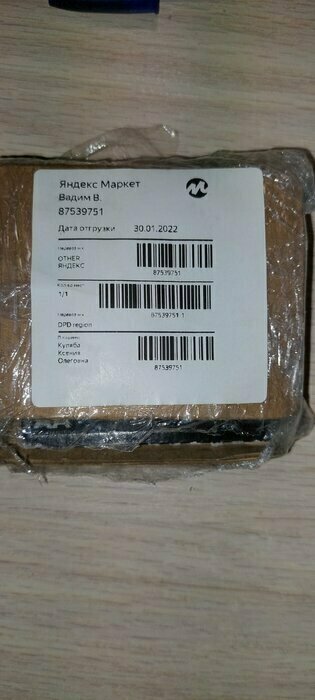 Яндекс Маркет
Вадим В.
87539751
Дата отгрузки 30.01.2022
OTHER
ЯНДЕКС
87539751
1/1
87539751-1
DPD region
Куляба
Ксения
Олеговна
87539751